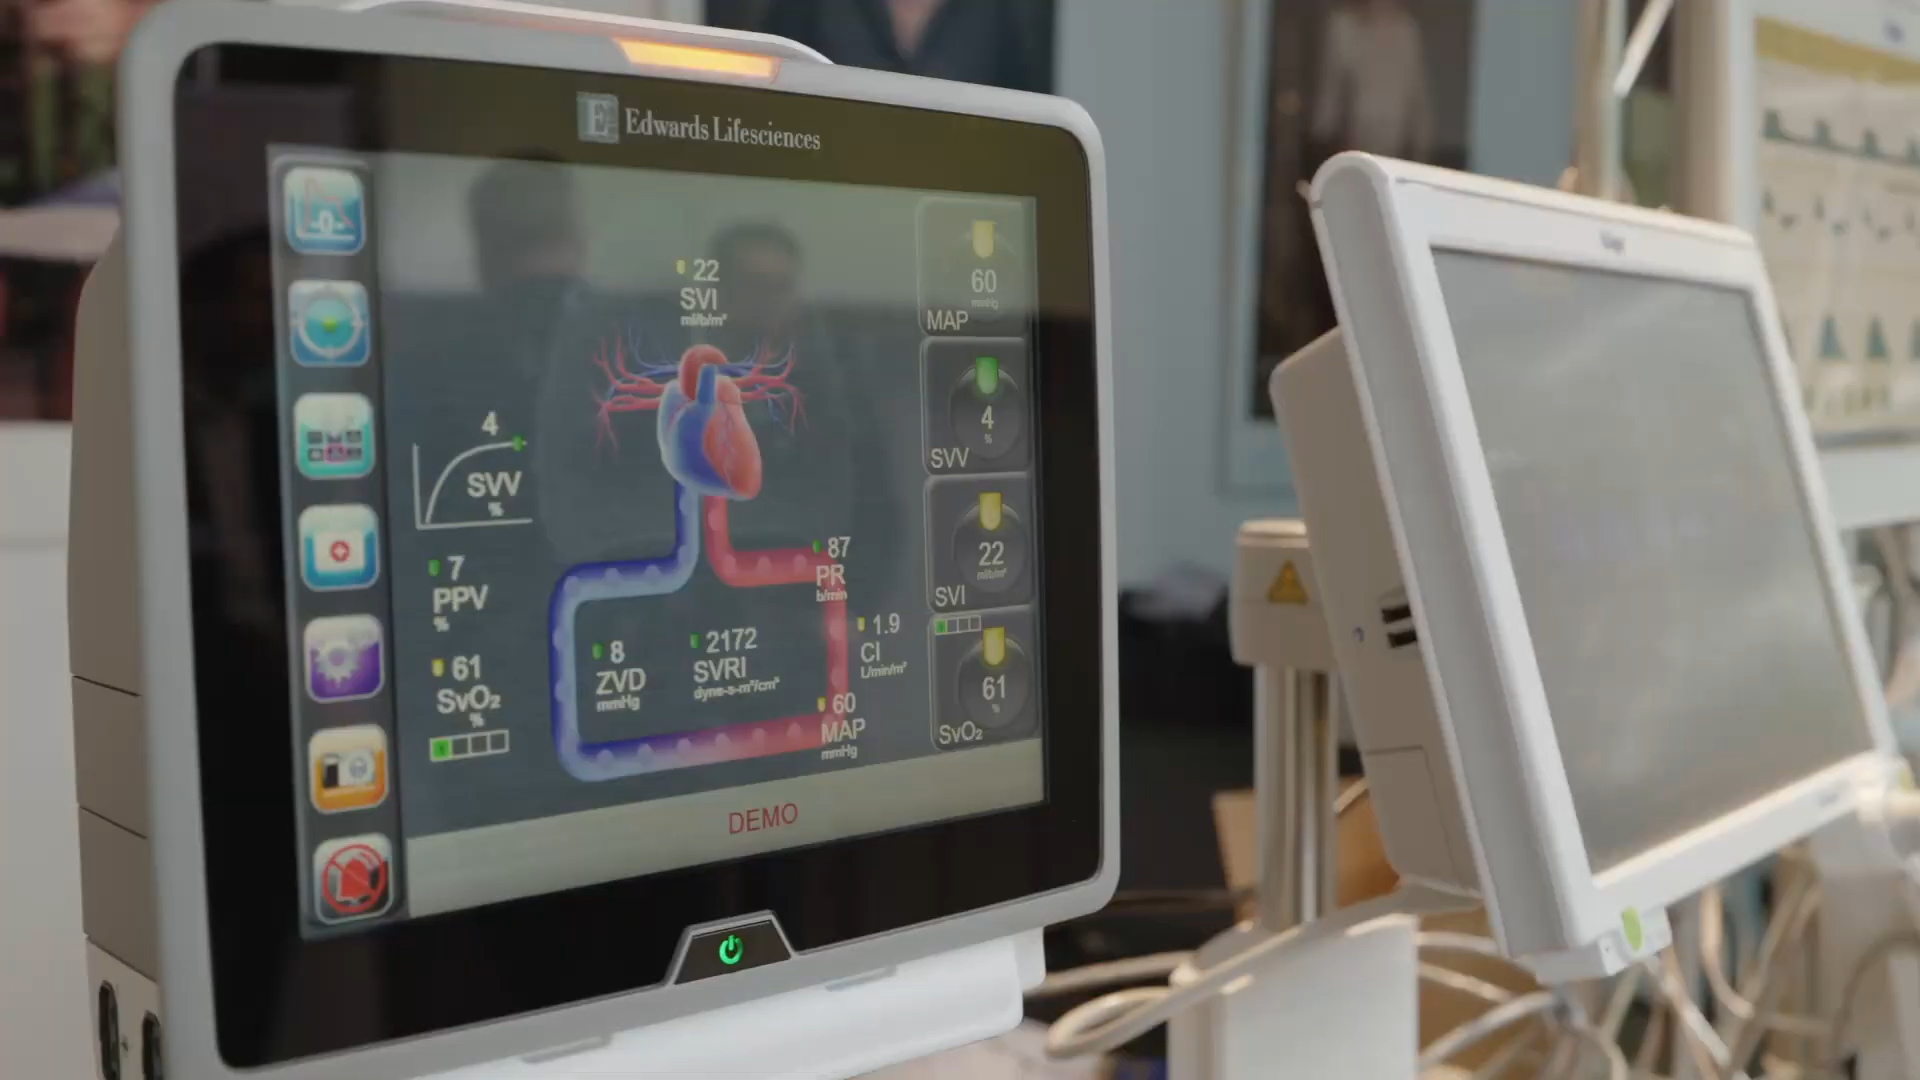 E Edwards Lifesciences
22
SVI
ml/b/m²
4
SVV
%
7
PPV
%
61
SvO₂
%
8
ZVD
mmHg
2172
SVRI
dyne-s-m²/cm⁵
87
PR
b/min
1.9
CI
L/min/m²
60
MAP
mmHg
60
mmHg
MAP
4
%
SVV
22
ml/b/m²
SVI
61
%
SvO₂
-0-
DEMO